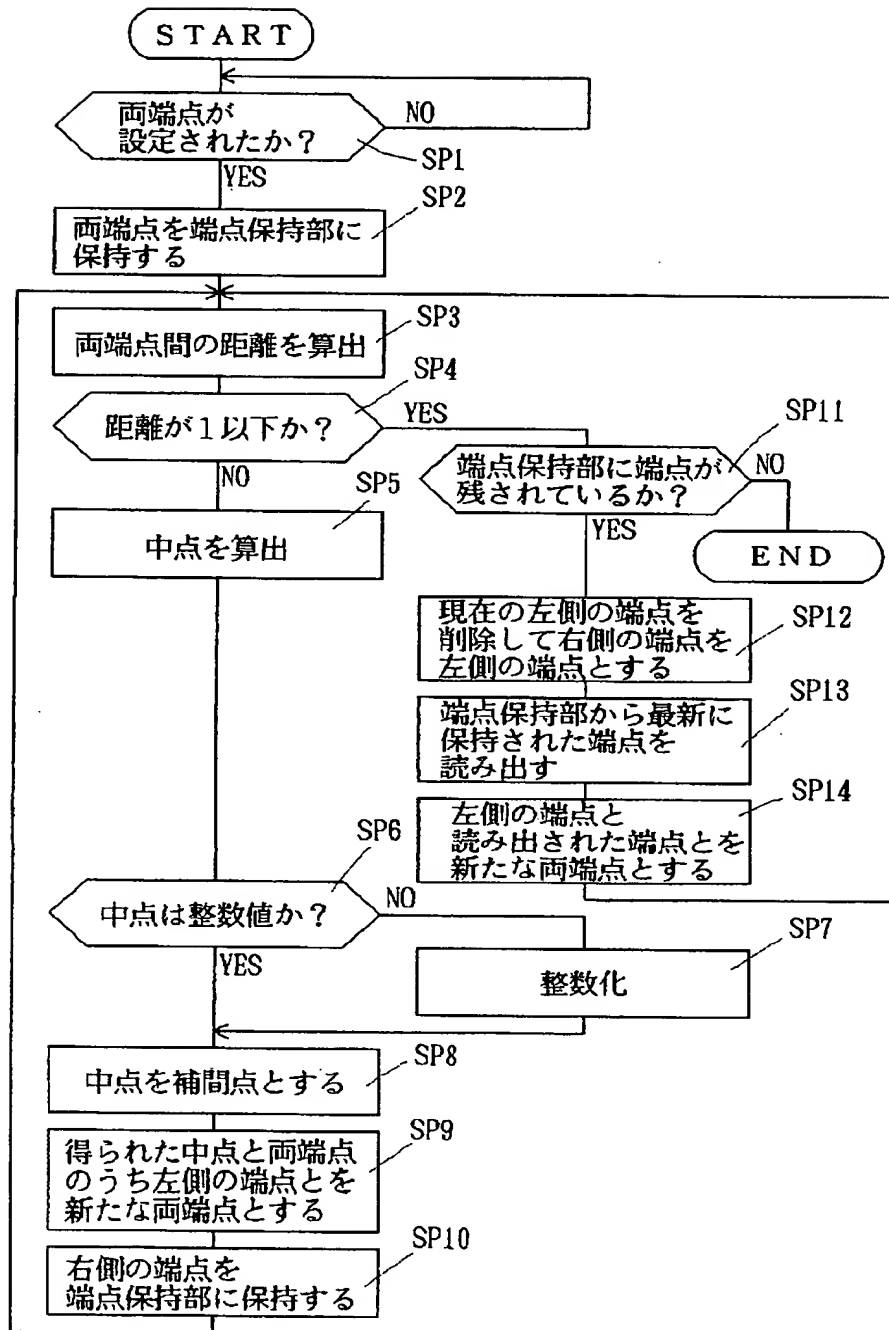 START
両端点が
設定されたか？
NO
SP1
YES
SP2
両端点を端点保持部に
保持する
SP3
両端点間の距離を算出
SP4
距離が１以下か？
YES
NO
SP11
端点保持部に端点が
残されているか？
NO
YES
END
SP5
中点を算出
SP12
現在の左側の端点を
削除して右側の端点を
左側の端点とする
SP13
端点保持部から最新に
保持された端点を
読み出す
SP14
左側の端点と
読み出された端点とを
新たな両端点とする
SP6
中点は整数値か？
NO
YES
SP7
整数化
SP8
中点を補間点とする
SP9
得られた中点と両端点
のうち左側の端点とを
新たな両端点とする
SP10
右側の端点を
端点保持部に保持する